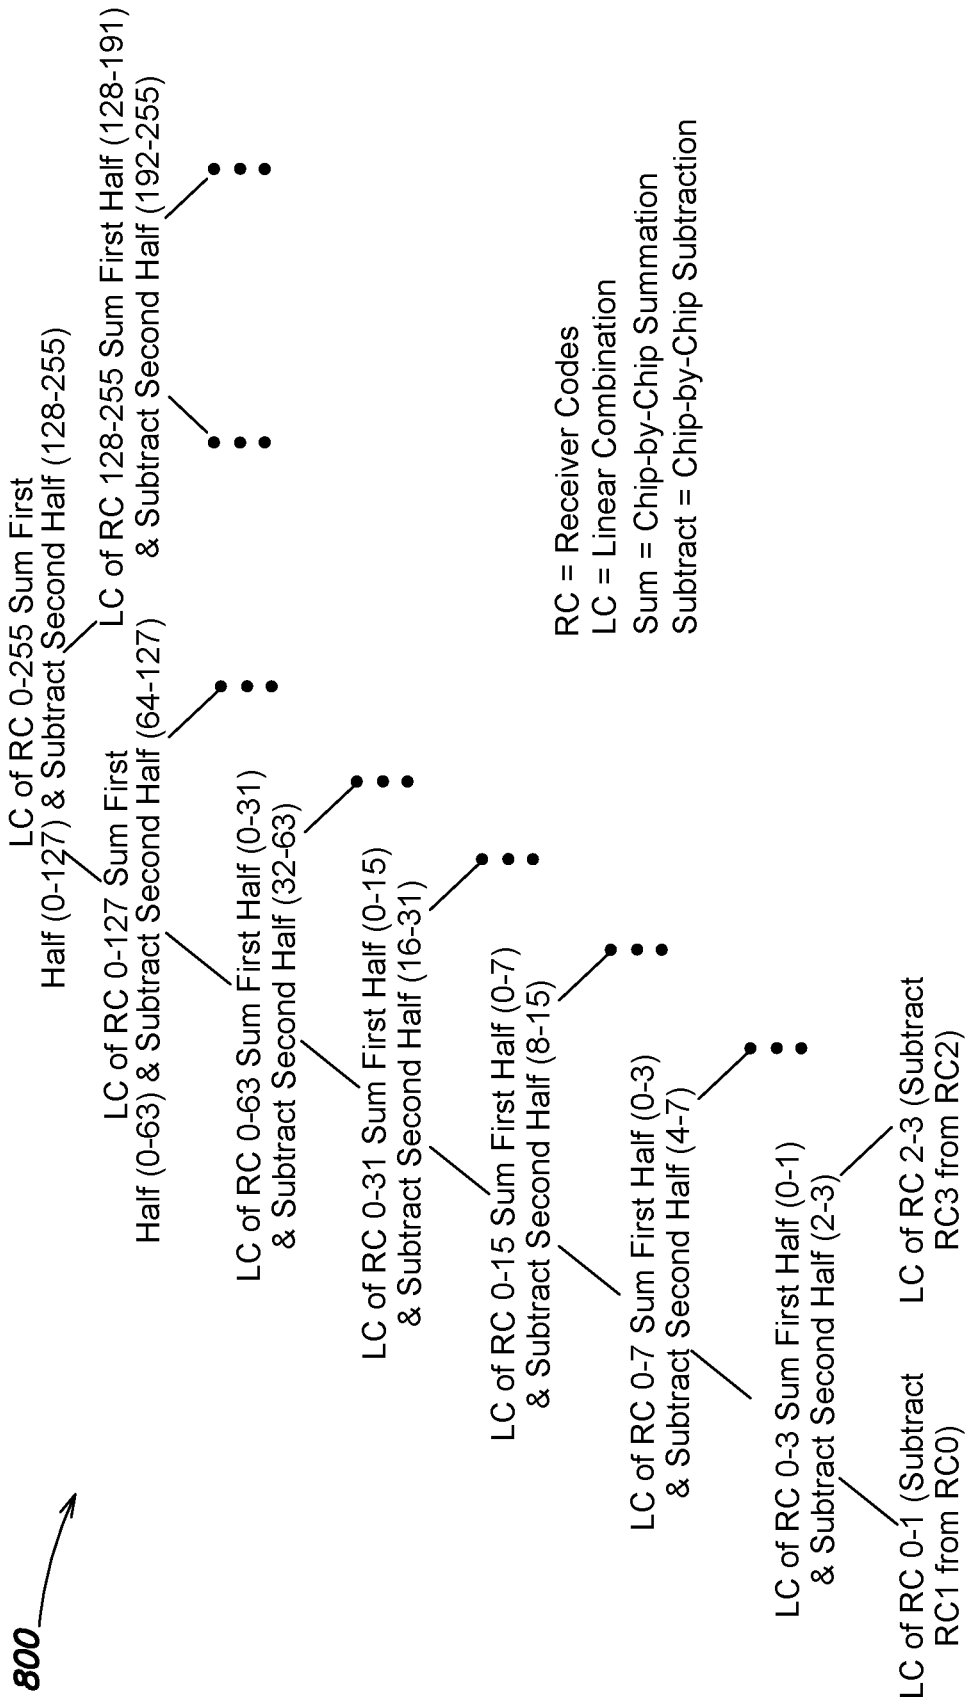 800
LC of RC 0-255 Sum First
Half (0-127) & Subtract Second Half (128-255)
LC of RC 0-127 Sum First
Half (0-63) & Subtract Second Half (64-127)
LC of RC 128-255 Sum First Half (128-191)
& Subtract Second Half (192-255)
LC of RC 0-63 Sum First Half (0-31)
& Subtract Second Half (32-63)
LC of RC 0-31 Sum First Half (0-15)
& Subtract Second Half (16-31)
LC of RC 0-15 Sum First Half (0-7)
& Subtract Second Half (8-15)
LC of RC 0-7 Sum First Half (0-3)
& Subtract Second Half (4-7)
LC of RC 0-3 Sum First Half (0-1)
& Subtract Second Half (2-3)
LC of RC 0-1 (Subtract
RC1 from RC0)
LC of RC 2-3 (Subtract
RC3 from RC2)
RC = Receiver Codes
LC = Linear Combination
Sum = Chip-by-Chip Summation
Subtract = Chip-by-Chip Subtraction